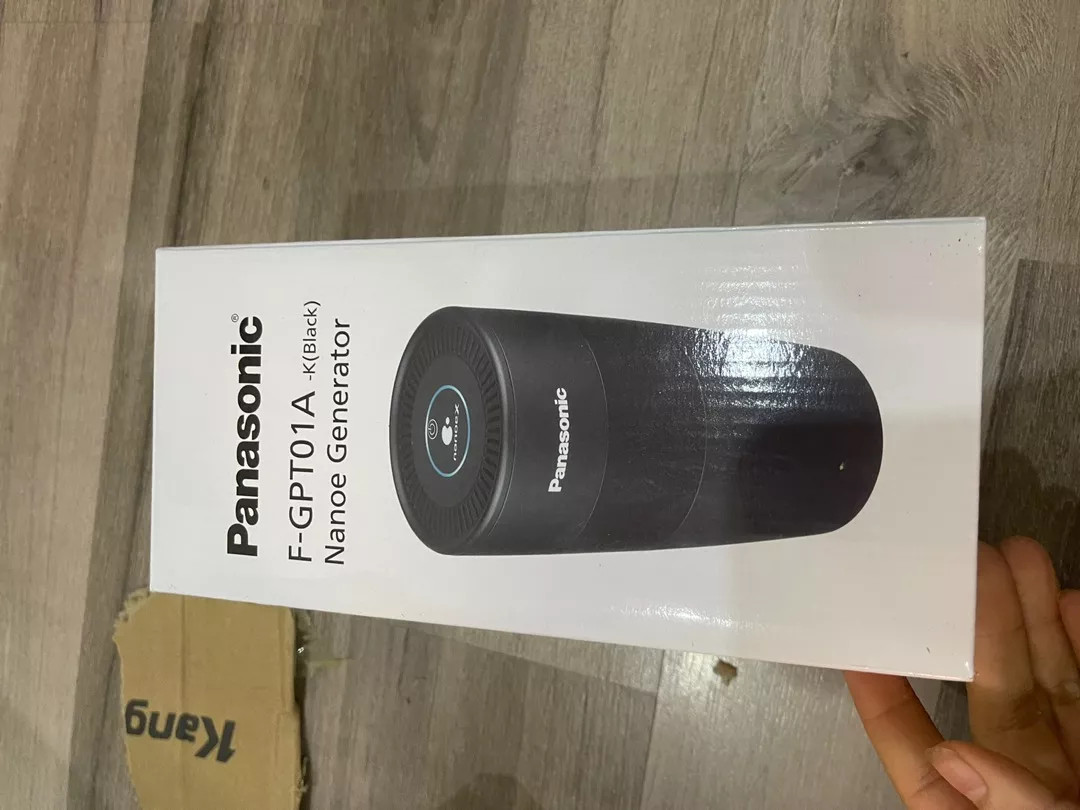 Panasonic®
F-GPT01A -K(Black)
Nanoe Generator
nanoeX
Panasonic
Kang